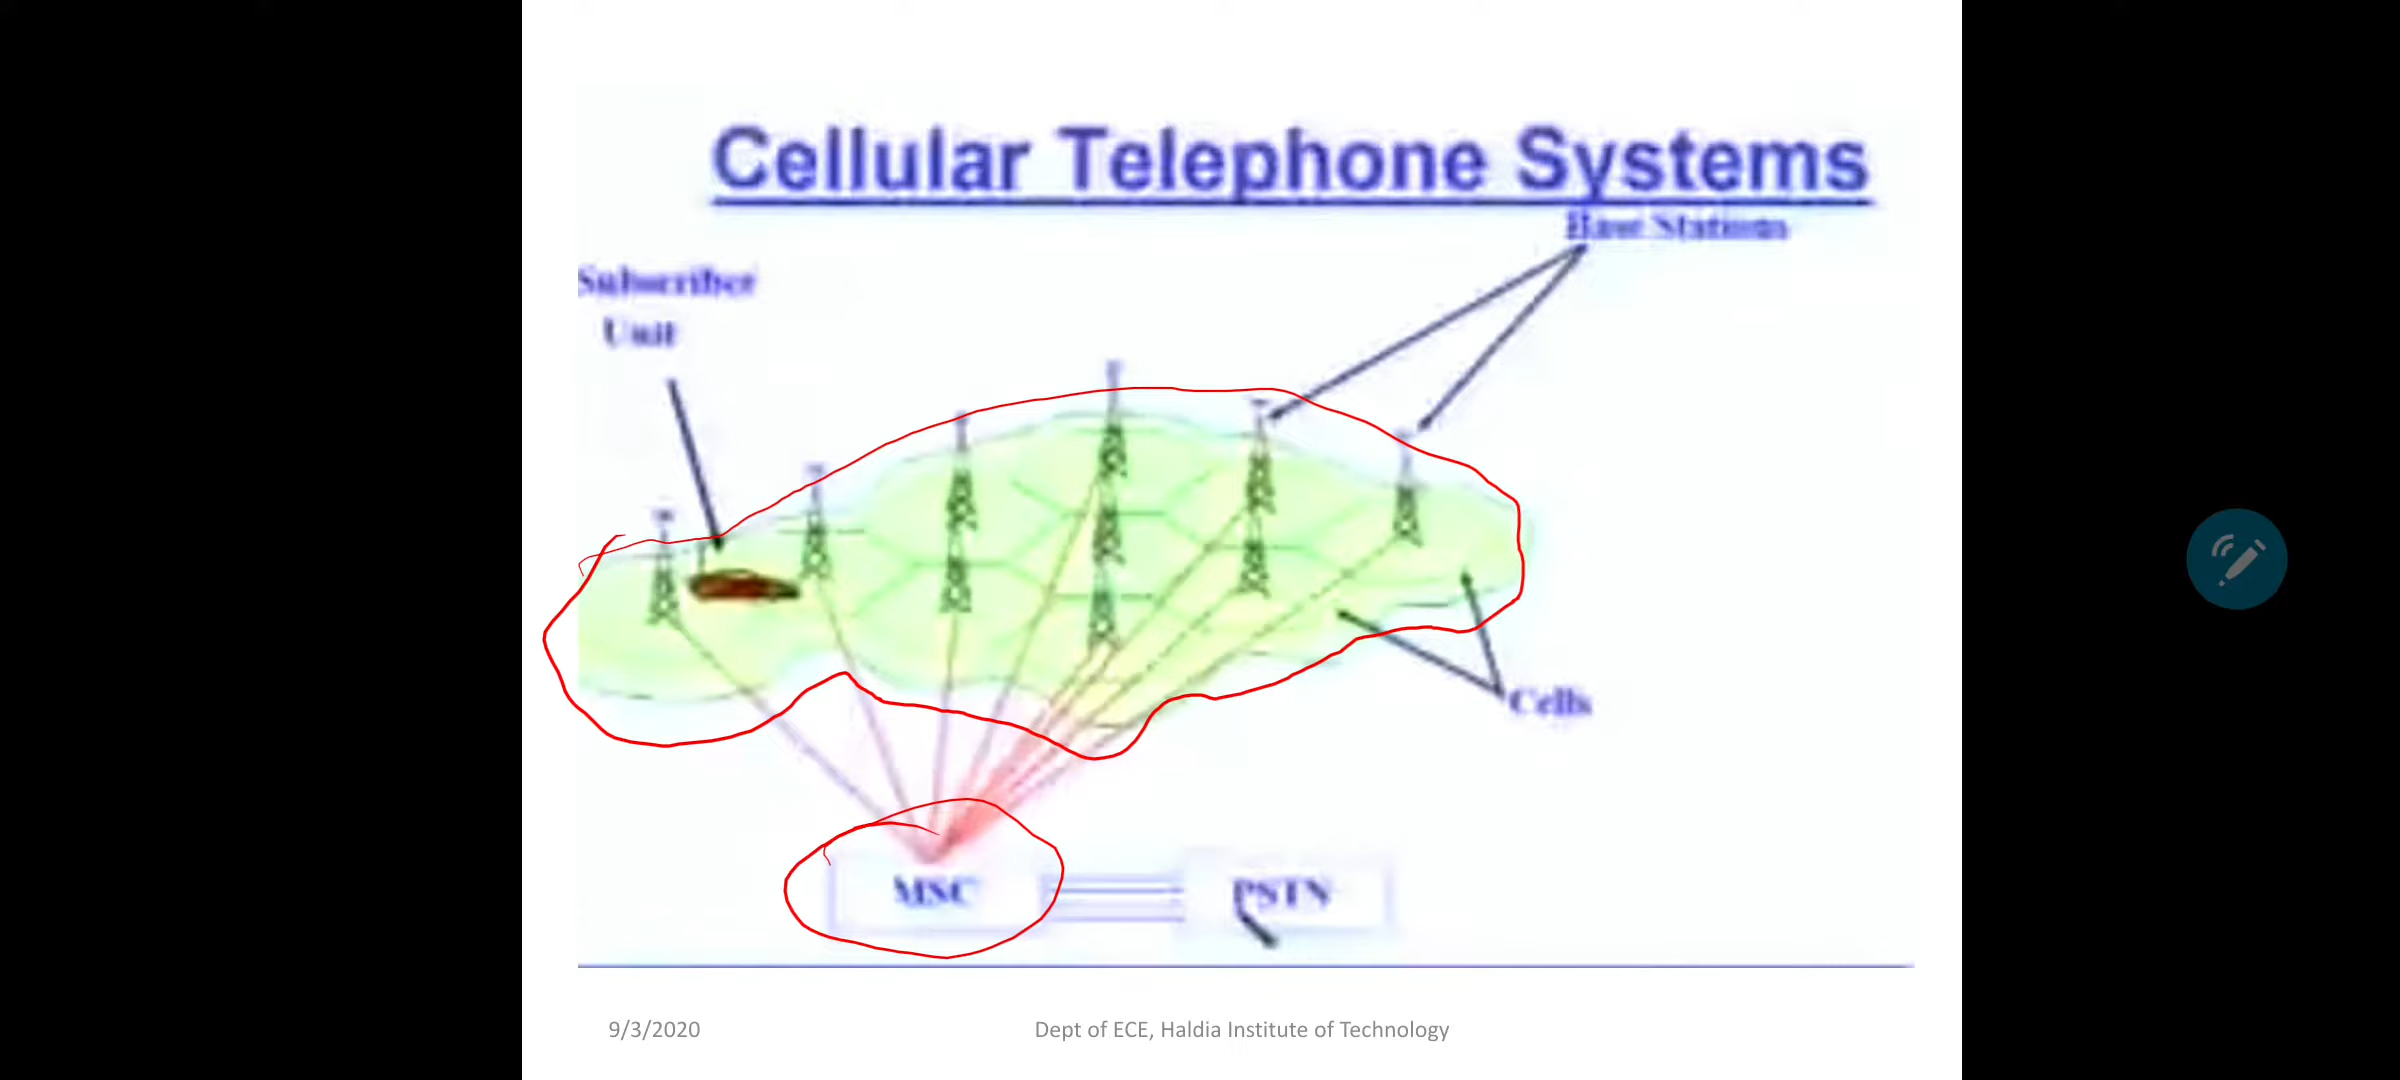 Cellular Telephone Systems
Base Stations
Subscriber
Unit
Cells
MSC
PSTN
9/3/2020
Dept of ECE, Haldia Institute of Technology